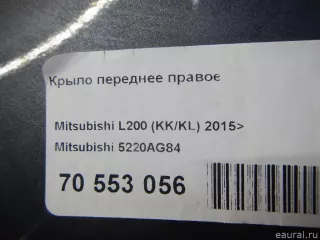 Крыло переднее правое
Mitsubishi L200 (KK/KL) 2015>
Mitsubishi 5220AG84
70 553 056
eaural.ru